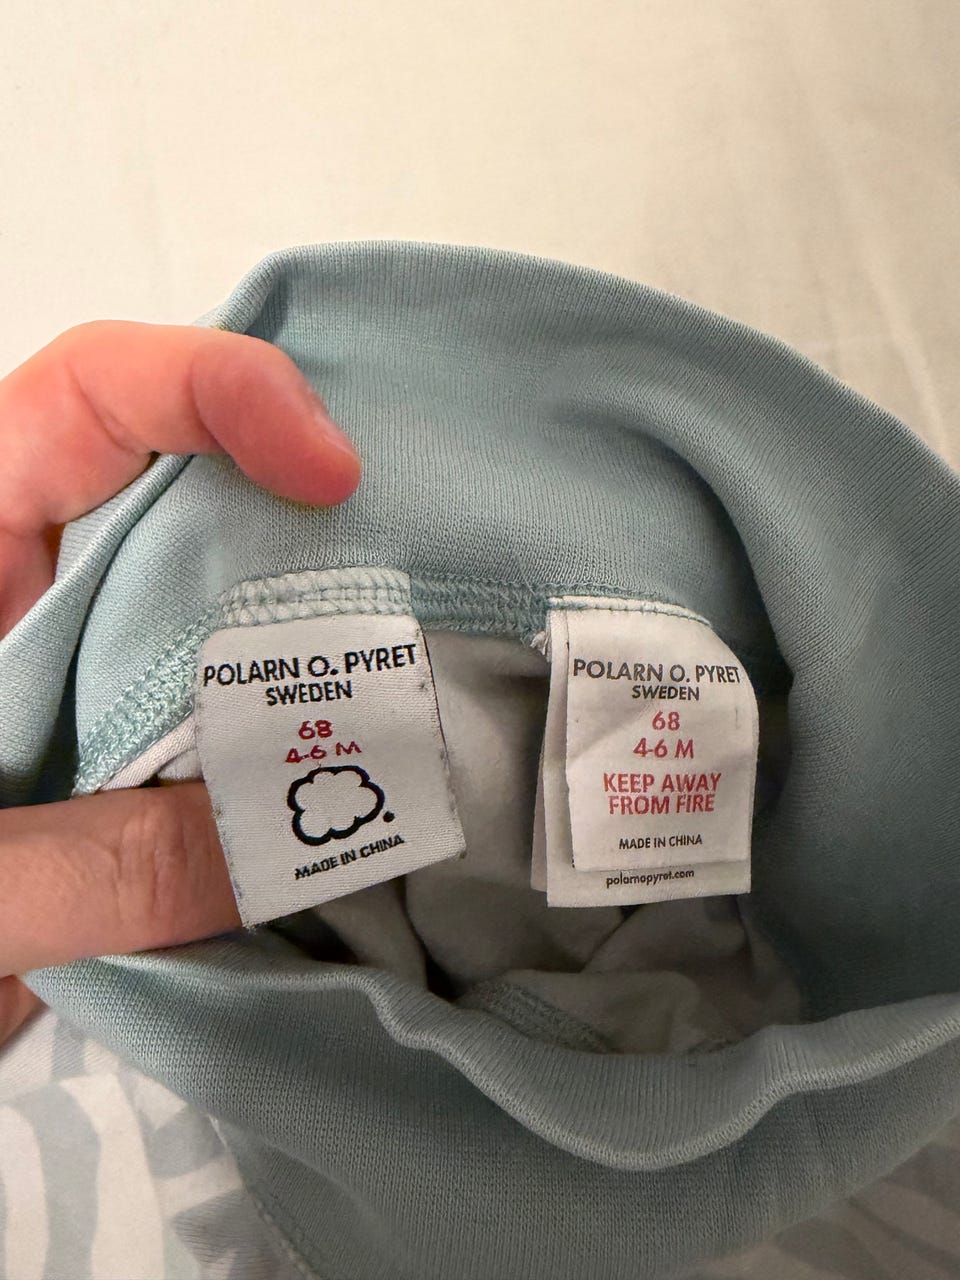 POLARN O. PYRET
SWEDEN
68
4-6 M
MADE IN CHINA
POLARN O. PYRET
SWEDEN
68
4-6 M
KEEP AWAY
FROM FIRE
MADE IN CHINA
polarnopyret.com